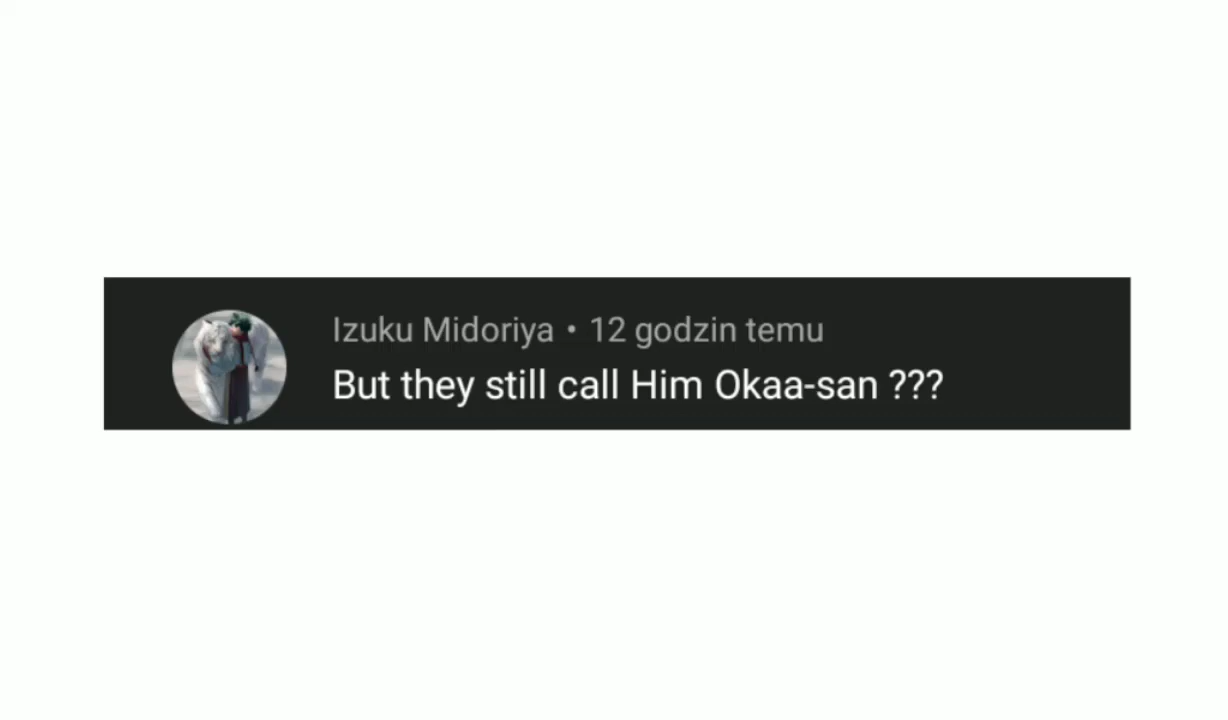 Izuku Midoriya • 12 godzin temu
But they still call Him Okaa-san ???